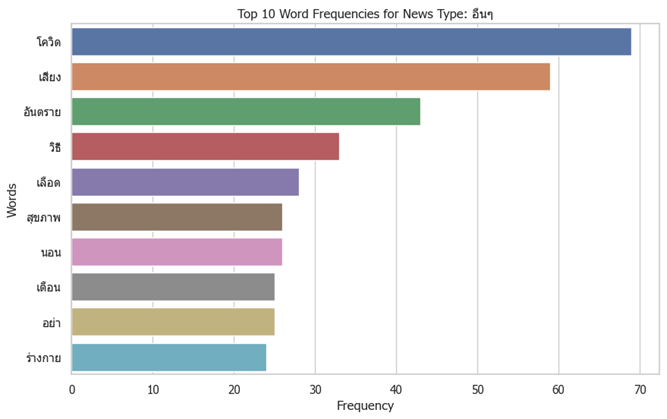 Top 10 Word Frequencies for News Type: อื่นๆ
Words
โควิด
เสี่ยง
อันตราย
วิธี
เลือด
สุขภาพ
นอน
เดือน
อย่า
ร่างกาย
0 10 20 30 40 50 60 70
Frequency